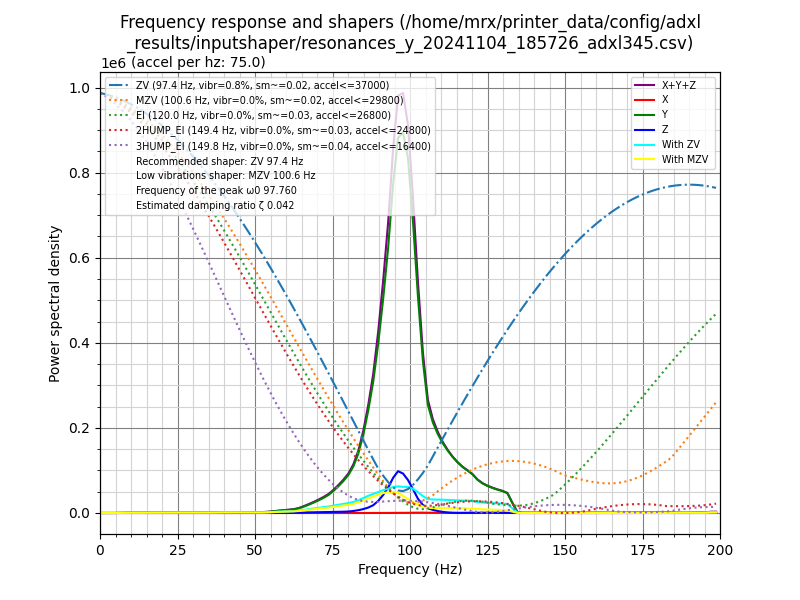 Frequency response and shapers (/home/mrx/printer_data/config/adxl
_results/inputshaper/resonances_y_20241104_185726_adxl345.csv)
1e6 (accel per hz: 75.0)
ZV (97.4 Hz, vibr=0.8%, sm~=0.02, accel<=37000)
MZV (100.6 Hz, vibr=0.0%, sm~=0.02, accel<=29800)
EI (120.0 Hz, vibr=0.0%, sm~=0.03, accel<=26800)
2HUMP_EI (149.4 Hz, vibr=0.0%, sm~=0.03, accel<=24800)
3HUMP_EI (149.8 Hz, vibr=0.0%, sm~=0.04, accel<=16400)
Recommended shaper: ZV 97.4 Hz
Low vibrations shaper: MZV 100.6 Hz
Frequency of the peak ω0 97.760
Estimated damping ratio ζ 0.042
X+Y+Z
X
Y
Z
With ZV
With MZV
Power spectral density
1.0
0.8
0.6
0.4
0.2
0.0
0 25 50 75 100 125 150 175 200
Frequency (Hz)